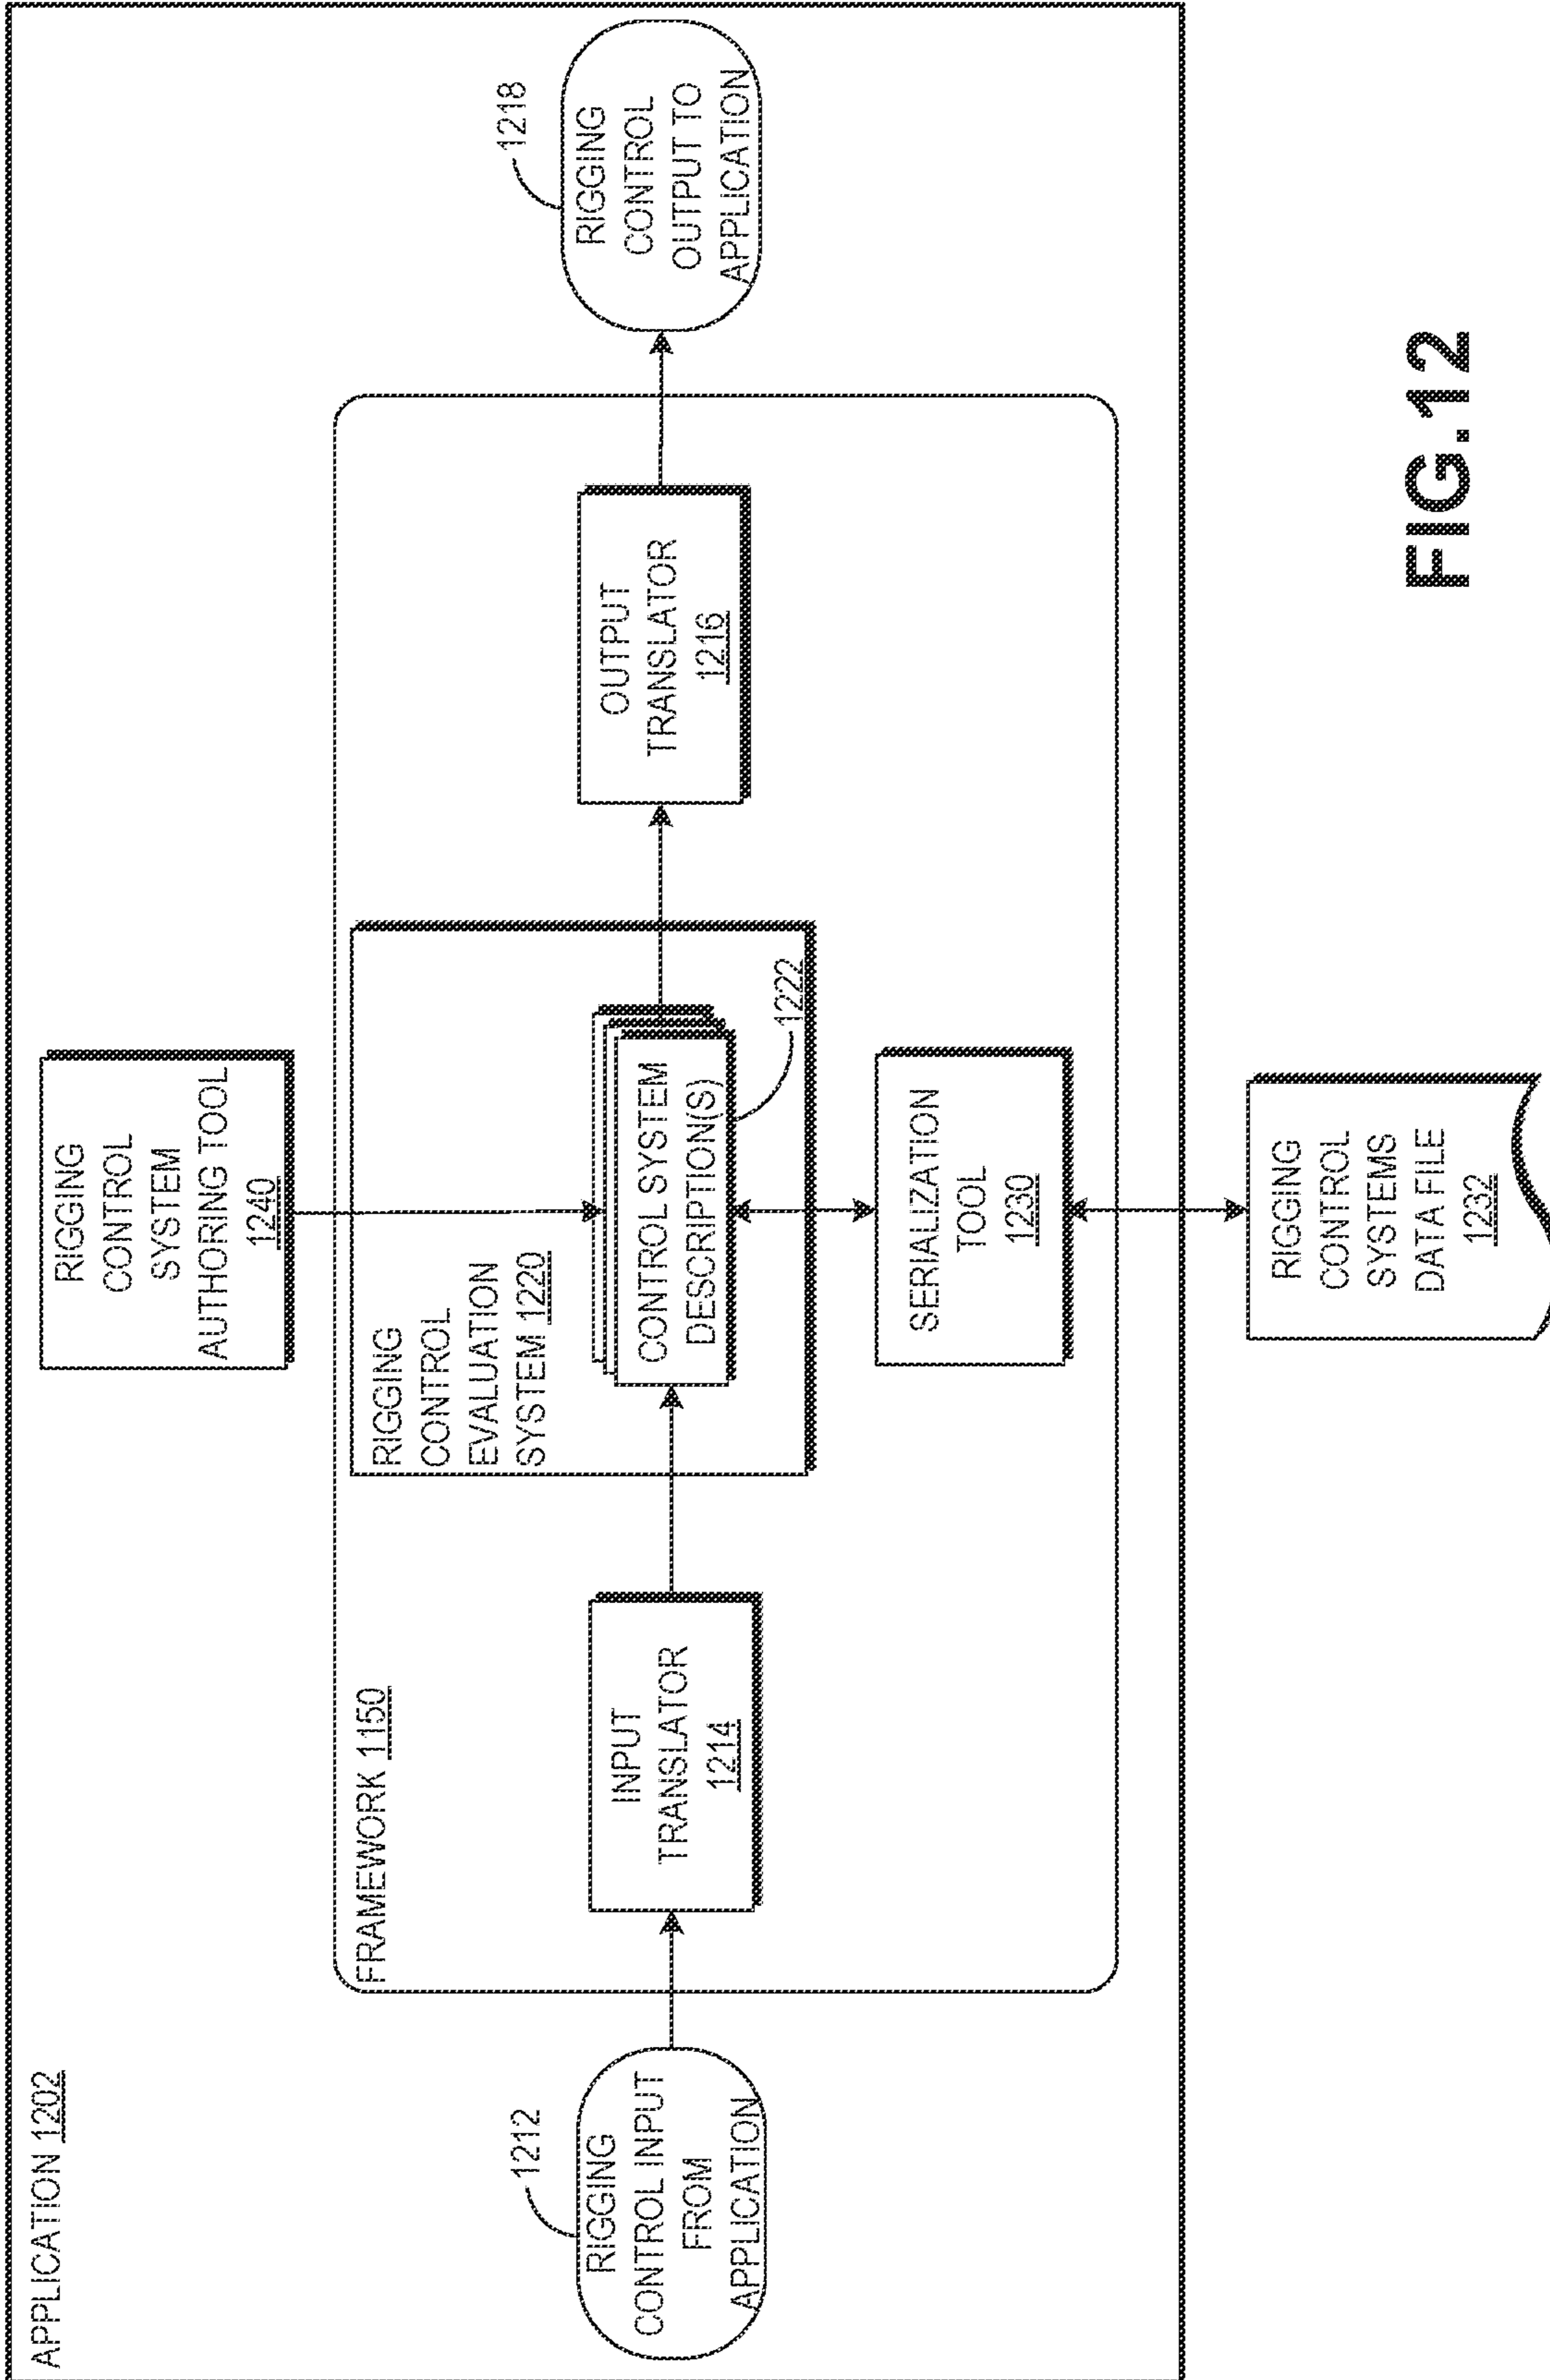 APPLICATION 1202
RIGGING
CONTROL
SYSTEM
AUTHORING TOOL
1240
FRAMEWORK 1150
RIGGING
CONTROL
EVALUATION
SYSTEM 1220
1212
RIGGING
CONTROL INPUT
FROM
APPLICATION
INPUT
TRANSLATOR
1214
CONTROL SYSTEM
DESCRIPTION(S)
1222
OUTPUT
TRANSLATOR
1216
1218
RIGGING
CONTROL
OUTPUT TO
APPLICATION
SERIALIZATION
TOOL
1230
RIGGING
CONTROL
SYSTEMS
DATA FILE
1232
FIG.12